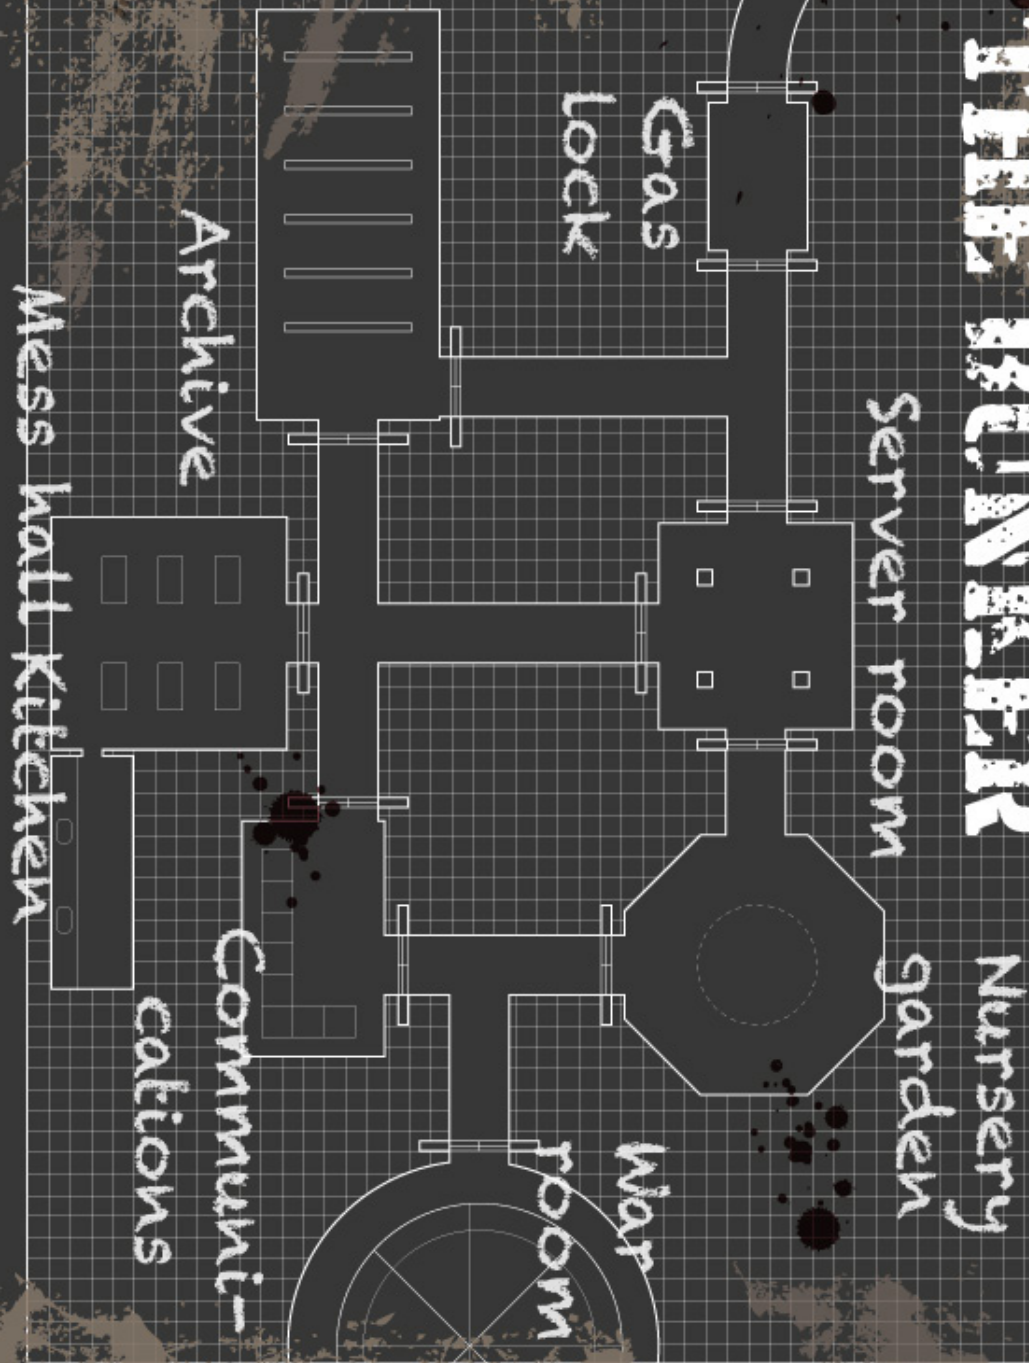 THE BUNKER
Gas
lock
Server room
Nursery
garden
Archive
Mess hall Kitchen
Communi-
cations
War
room